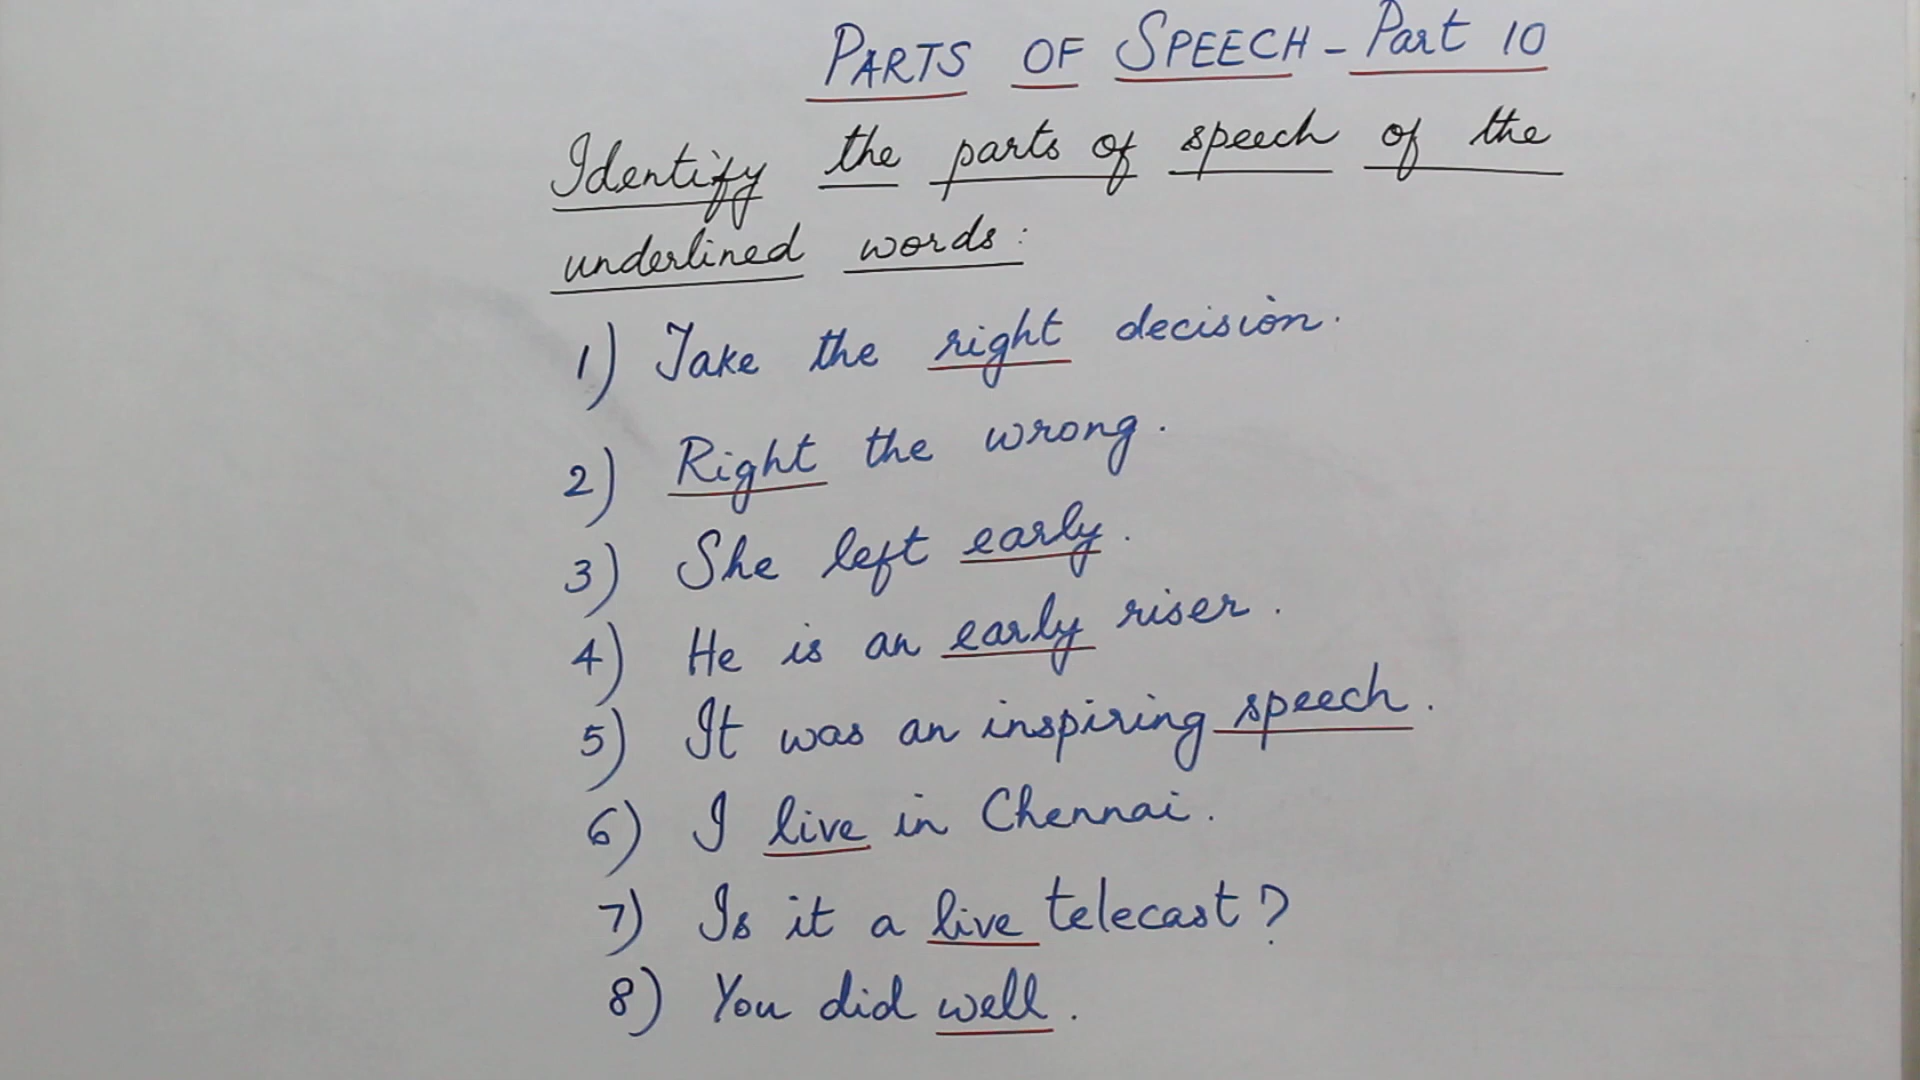 PARTS OF SPEECH - Part 10
Identify the parts of speech of the
underlined words:
1) Take the right decision.
2) Right the wrong.
3) She left early.
4) He is an early riser.
5) It was an inspiring speech.
6) I live in Chennai.
7) Is it a live telecast?
8) You did well.